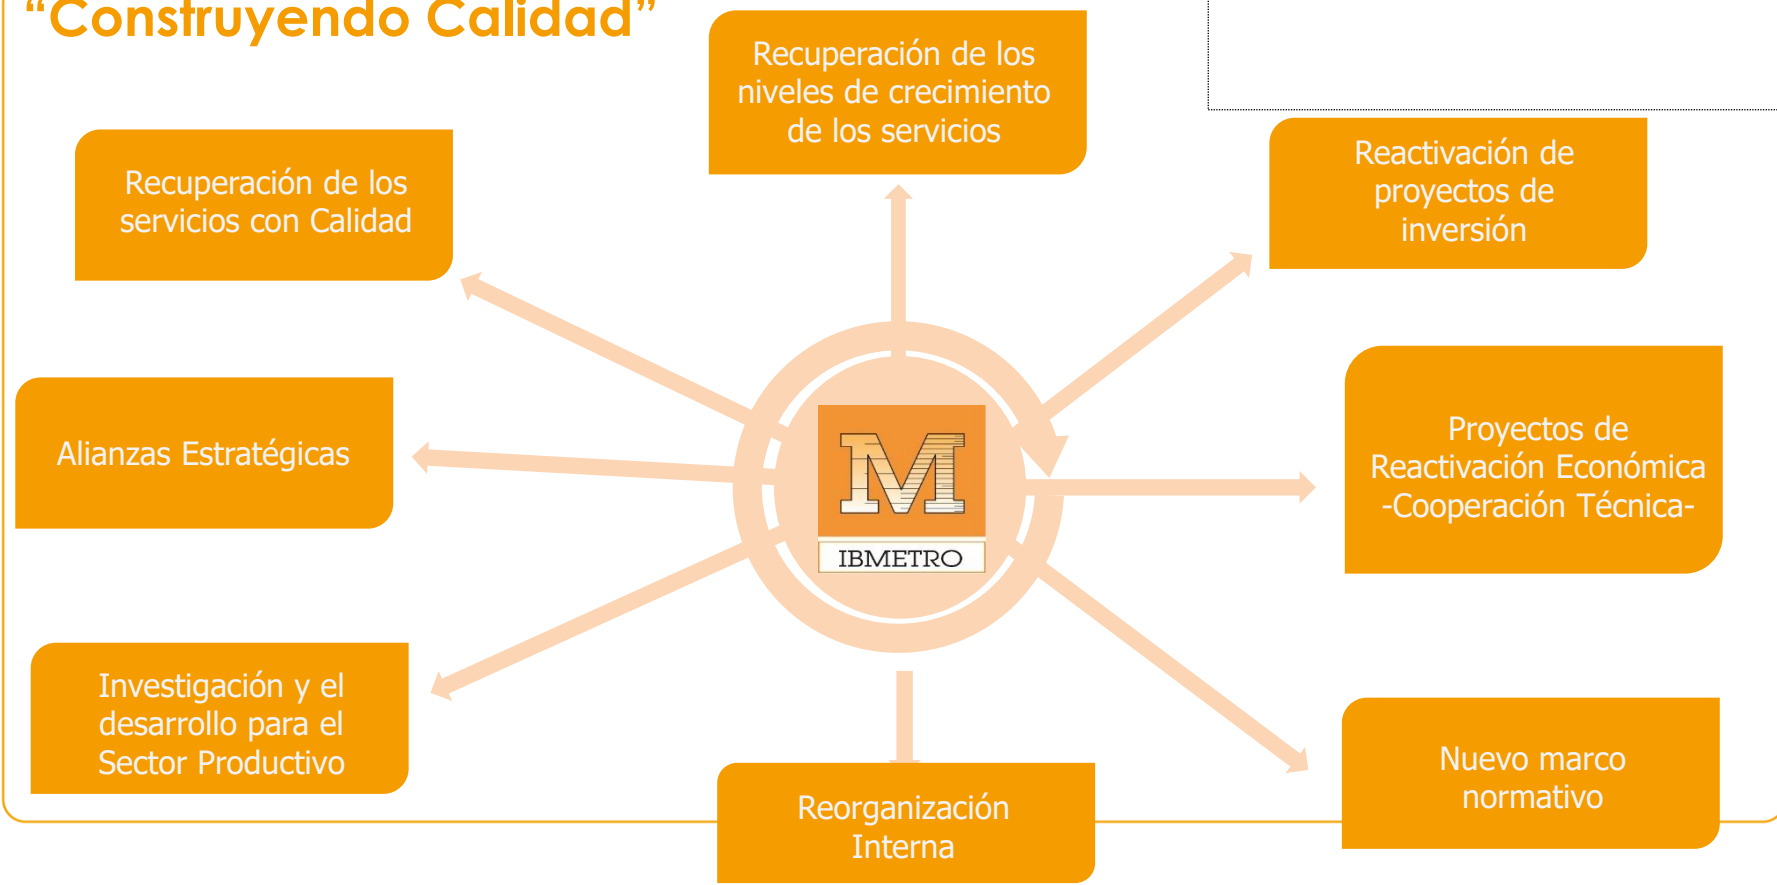 “Construyendo Calidad”
Recuperación de los
niveles de crecimiento
de los servicios
Reactivación de
proyectos de
inversión
Recuperación de los
servicios con Calidad
Alianzas Estratégicas
Proyectos de
Reactivación Económica
-Cooperación Técnica-
M
IBMETRO
Investigación y el
desarrollo para el
Sector Productivo
Nuevo marco
normativo
Reorganización
Interna